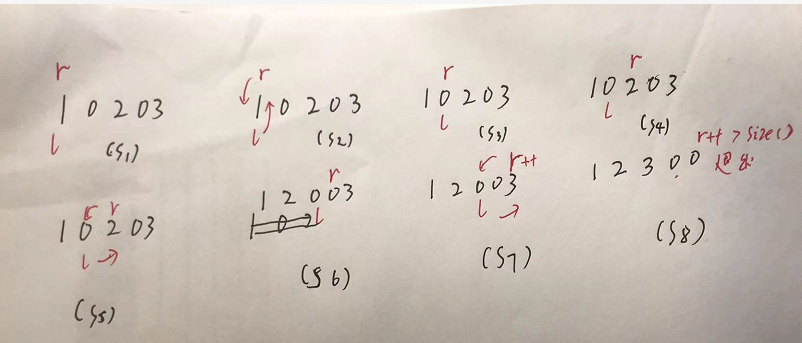 r r r r
1 0 2 0 3 1 0 2 0 3 1 0 2 0 3 1 0 2 0 3
l (S1) l (S2) l (S3) l (S4)
r++ > size()
r r r++ 退出
1 0 2 0 3 1 2 0 0 3 1 2 0 0 3 1 2 3 0 0
l l l
(S5) (S6) (S7) (S8)